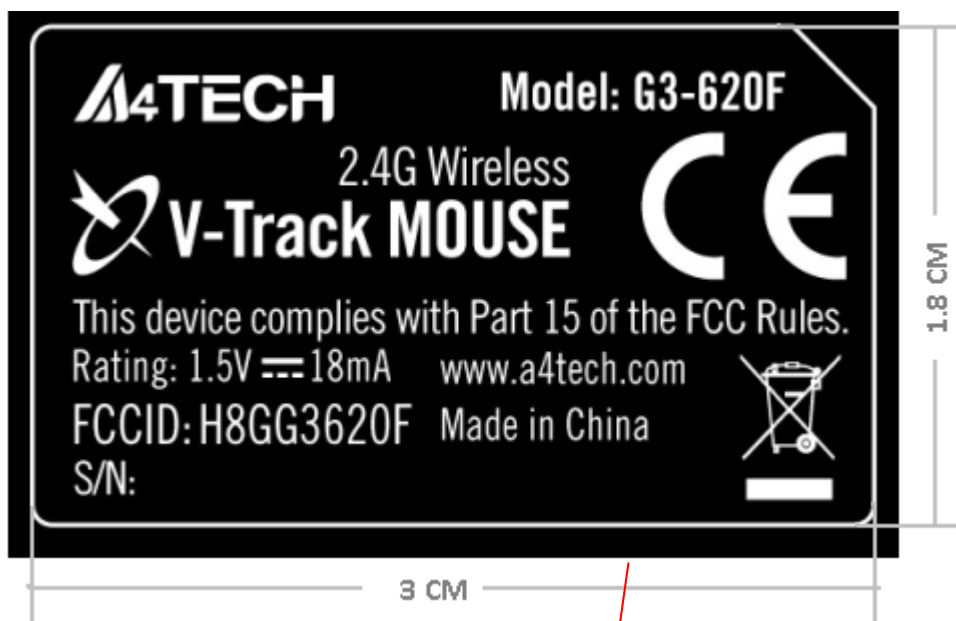 A4TECH Model: G3-620F
2.4G Wireless
V-Track MOUSE
CE
This device complies with Part 15 of the FCC Rules.
Rating: 1.5V ⎓ 18mA www.a4tech.com
FCCID: H8GG3620F Made in China
S/N:
1.8 CM
3 CM